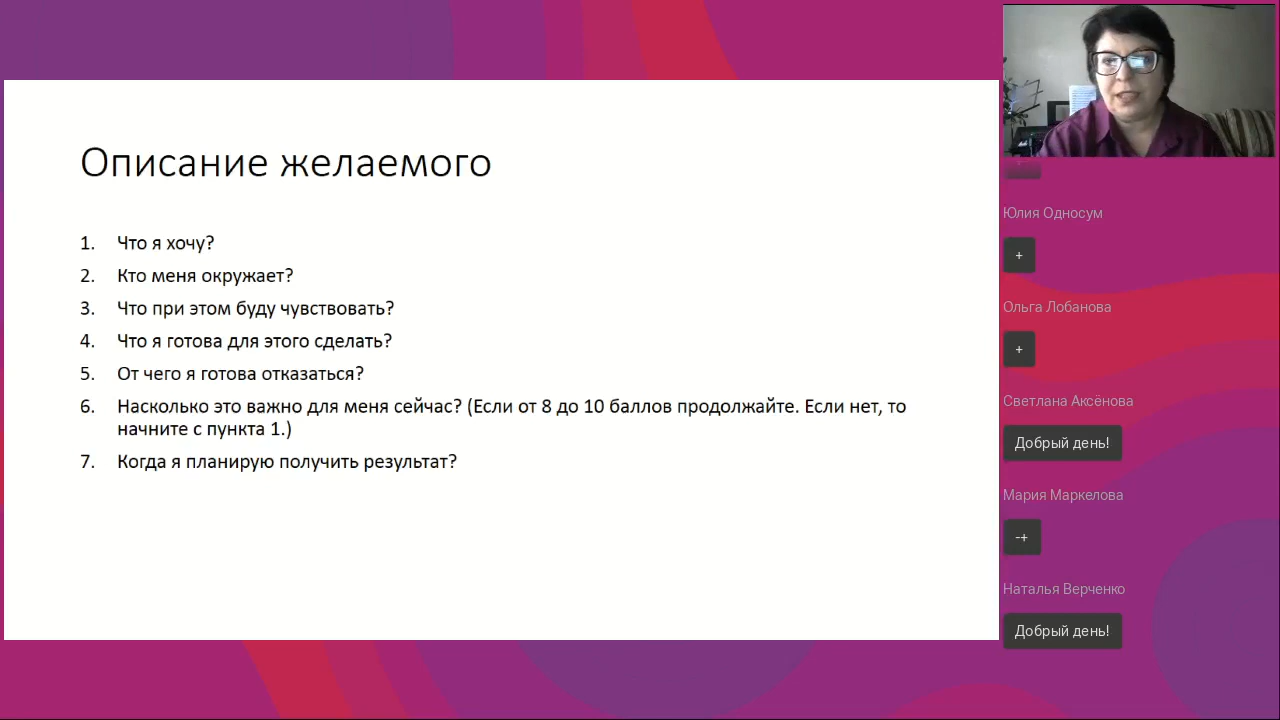 Описание желаемого
1. Что я хочу?
2. Кто меня окружает?
3. Что при этом буду чувствовать?
4. Что я готова для этого сделать?
5. От чего я готова отказаться?
6. Насколько это важно для меня сейчас? (Если от 8 до 10 баллов продолжайте. Если нет, то
начните с пункта 1.)
7. Когда я планирую получить результат?
Юлия Односум
+
Ольга Лобанова
+
Светлана Аксёнова
Добрый день!
Мария Маркелова
-+
Наталья Верченко
Добрый день!